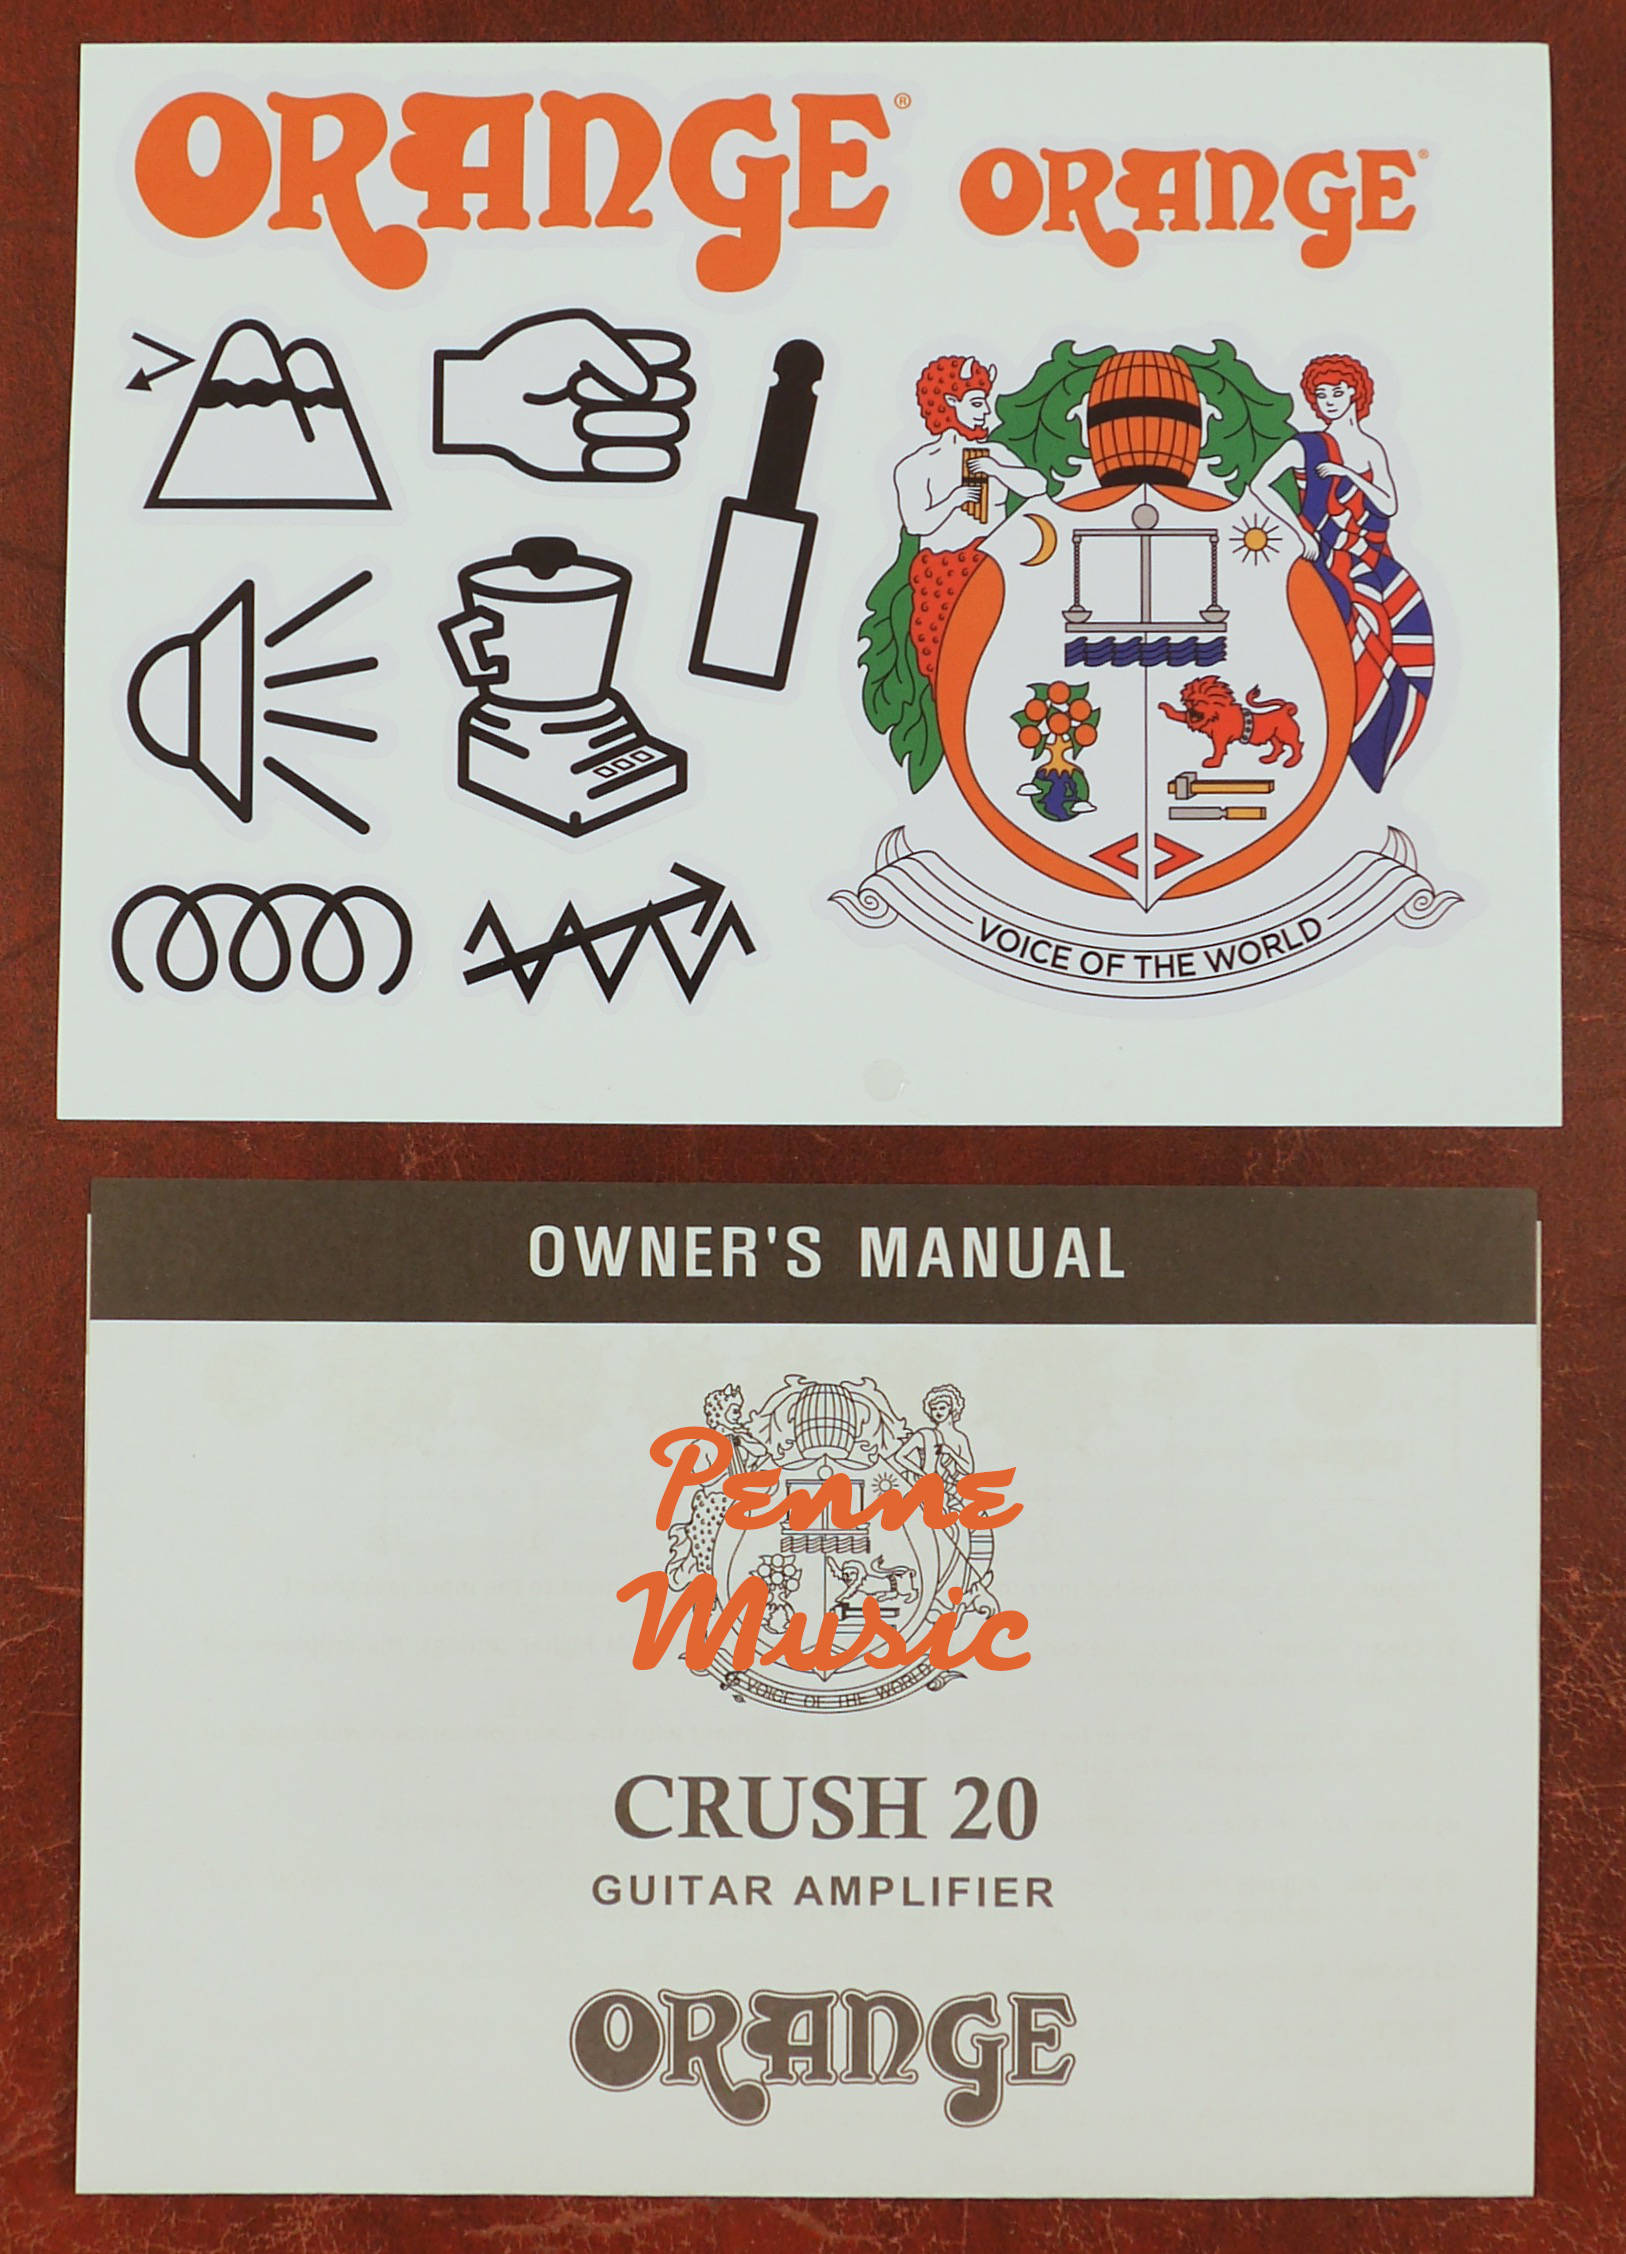 ORANGE®
ORANGE®
VOICE OF THE WORLD
OWNER'S MANUAL
Penne
Music
VOICE OF THE WORLD
CRUSH 20
GUITAR AMPLIFIER
ORANGE